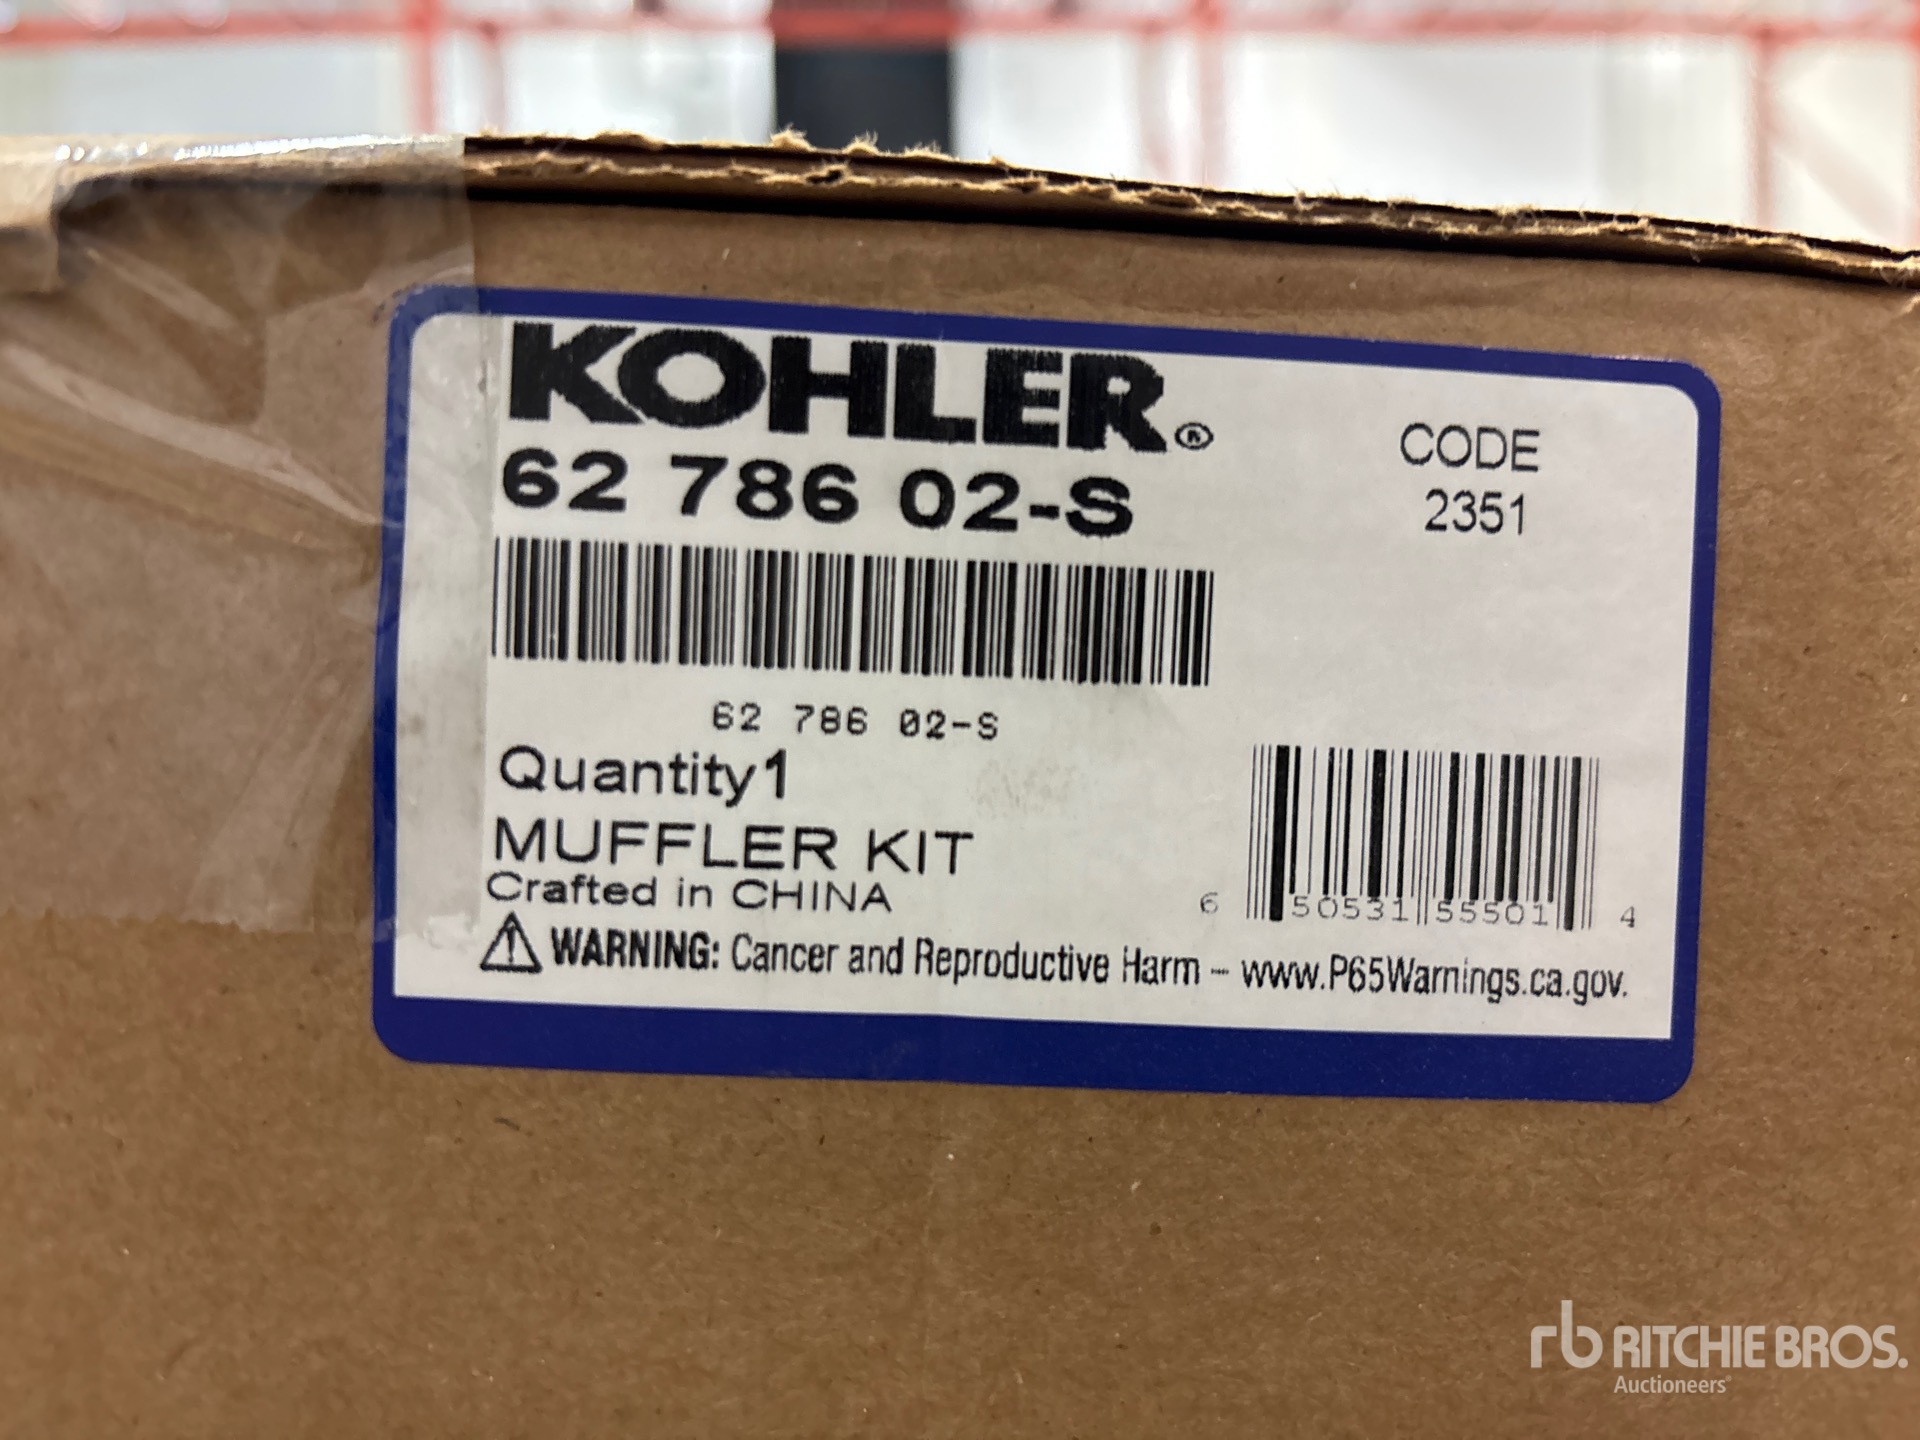 KOHLER®
62 786 02-S
CODE
2351
62 786 02-S
Quantity1
MUFFLER KIT
Crafted in CHINA
6 50531 55501 4
⚠ WARNING: Cancer and Reproductive Harm – www.P65Warnings.ca.gov.
rb RITCHIE BROS.
Auctioneers